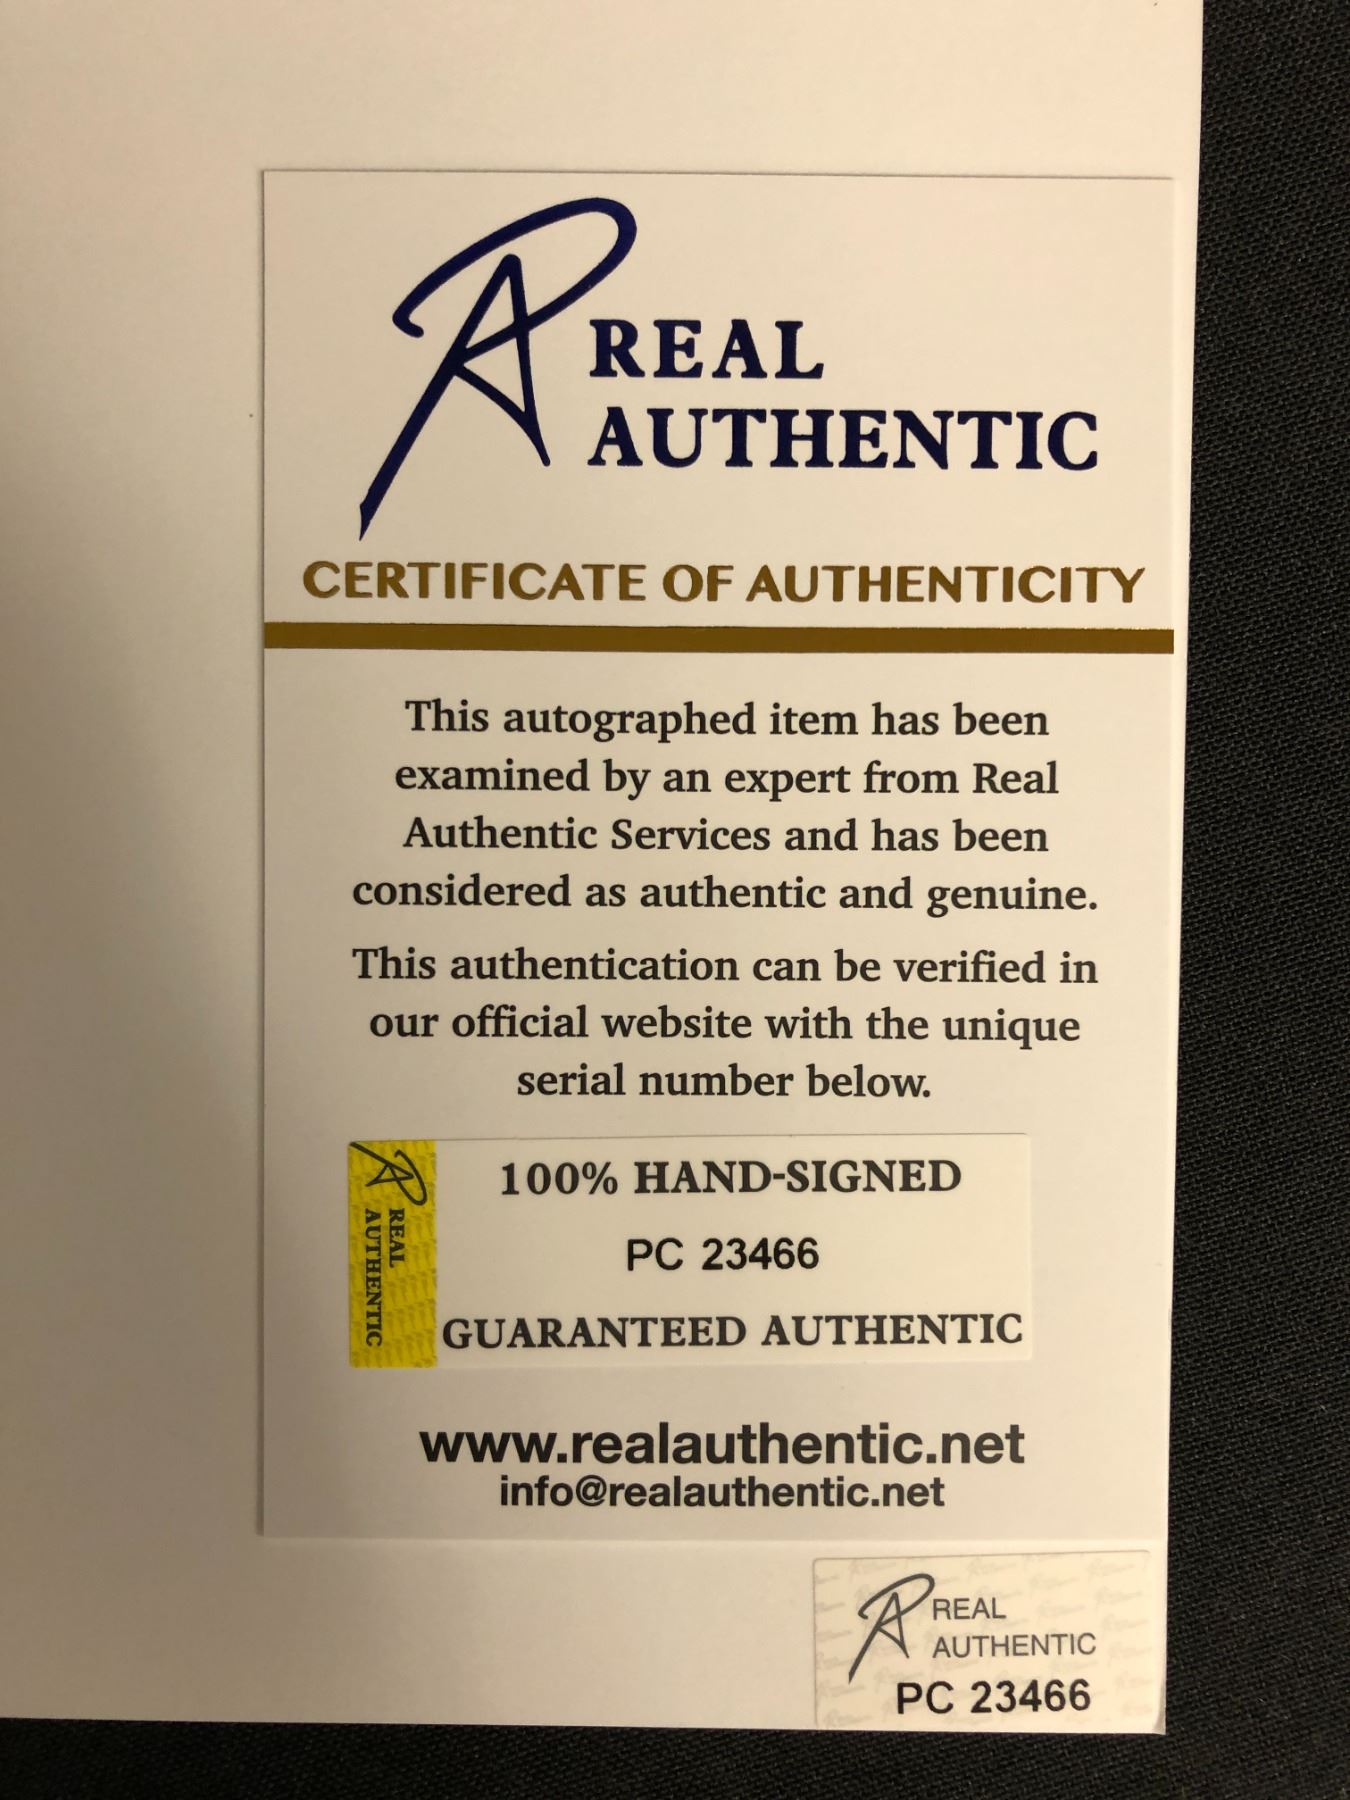 REAL
AUTHENTIC
CERTIFICATE OF AUTHENTICITY
This autographed item has been
examined by an expert from Real
Authentic Services and has been
considered as authentic and genuine.
This authentication can be verified in
our official website with the unique
serial number below.
REAL
AUTHENTIC
100% HAND-SIGNED
PC 23466
GUARANTEED AUTHENTIC
www.realauthentic.net
info@realauthentic.net
REAL
AUTHENTIC
PC 23466